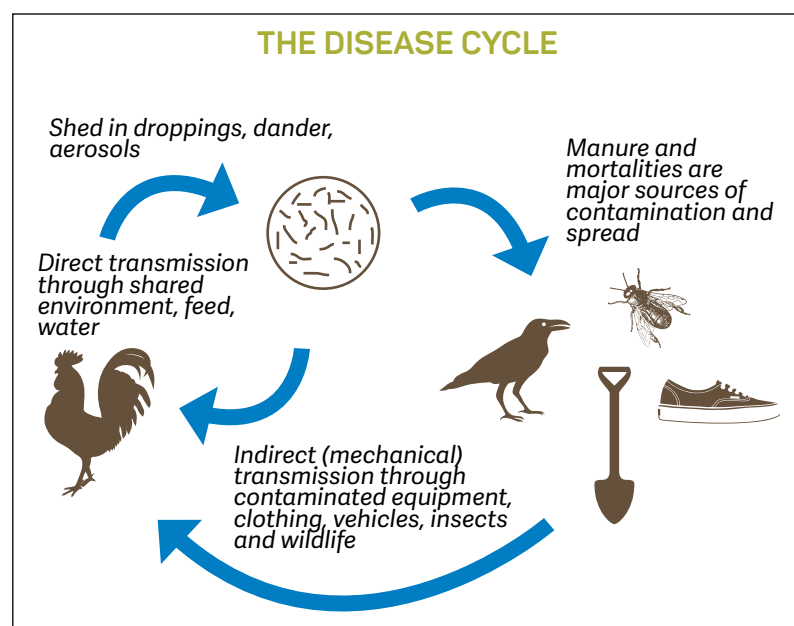 THE DISEASE CYCLE
Shed in droppings, dander,
aerosols
Manure and
mortalities are
major sources of
contamination and
spread
Direct transmission
through shared
environment, feed,
water
Indirect (mechanical)
transmission through
contaminated equipment,
clothing, vehicles, insects
and wildlife